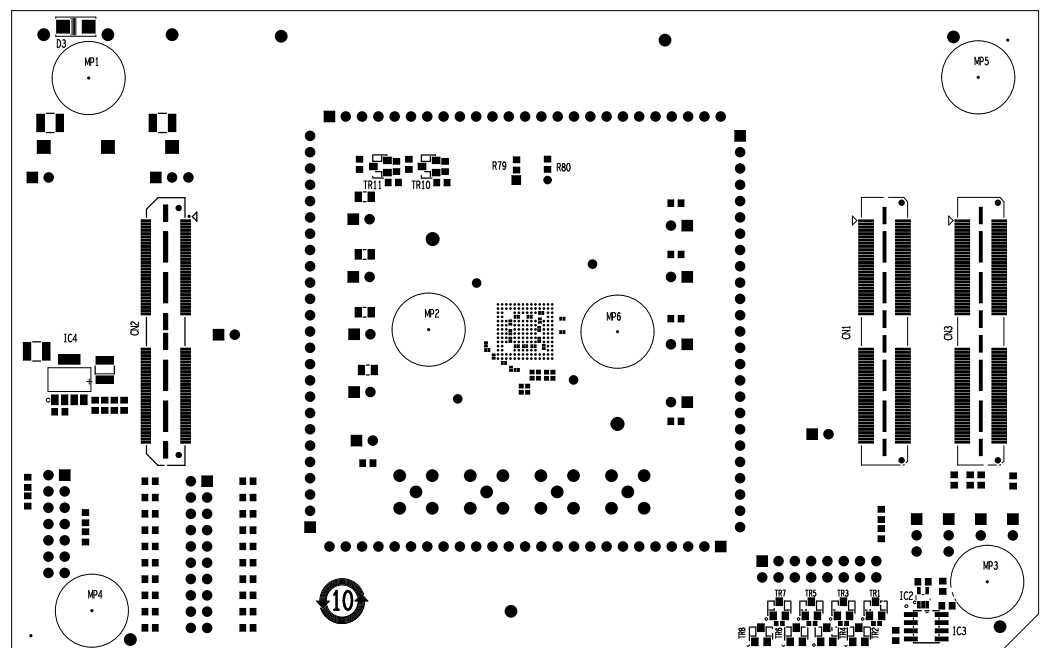 D3
MP1
MP5
R79
R80
TR11
TR10
CN2
CN1
CN3
MP2
MP6
IC4
MP3
MP4
10
TR7
TR5
TR3
TR1
IC2
TR8
TR6
TR4
TR2
IC3